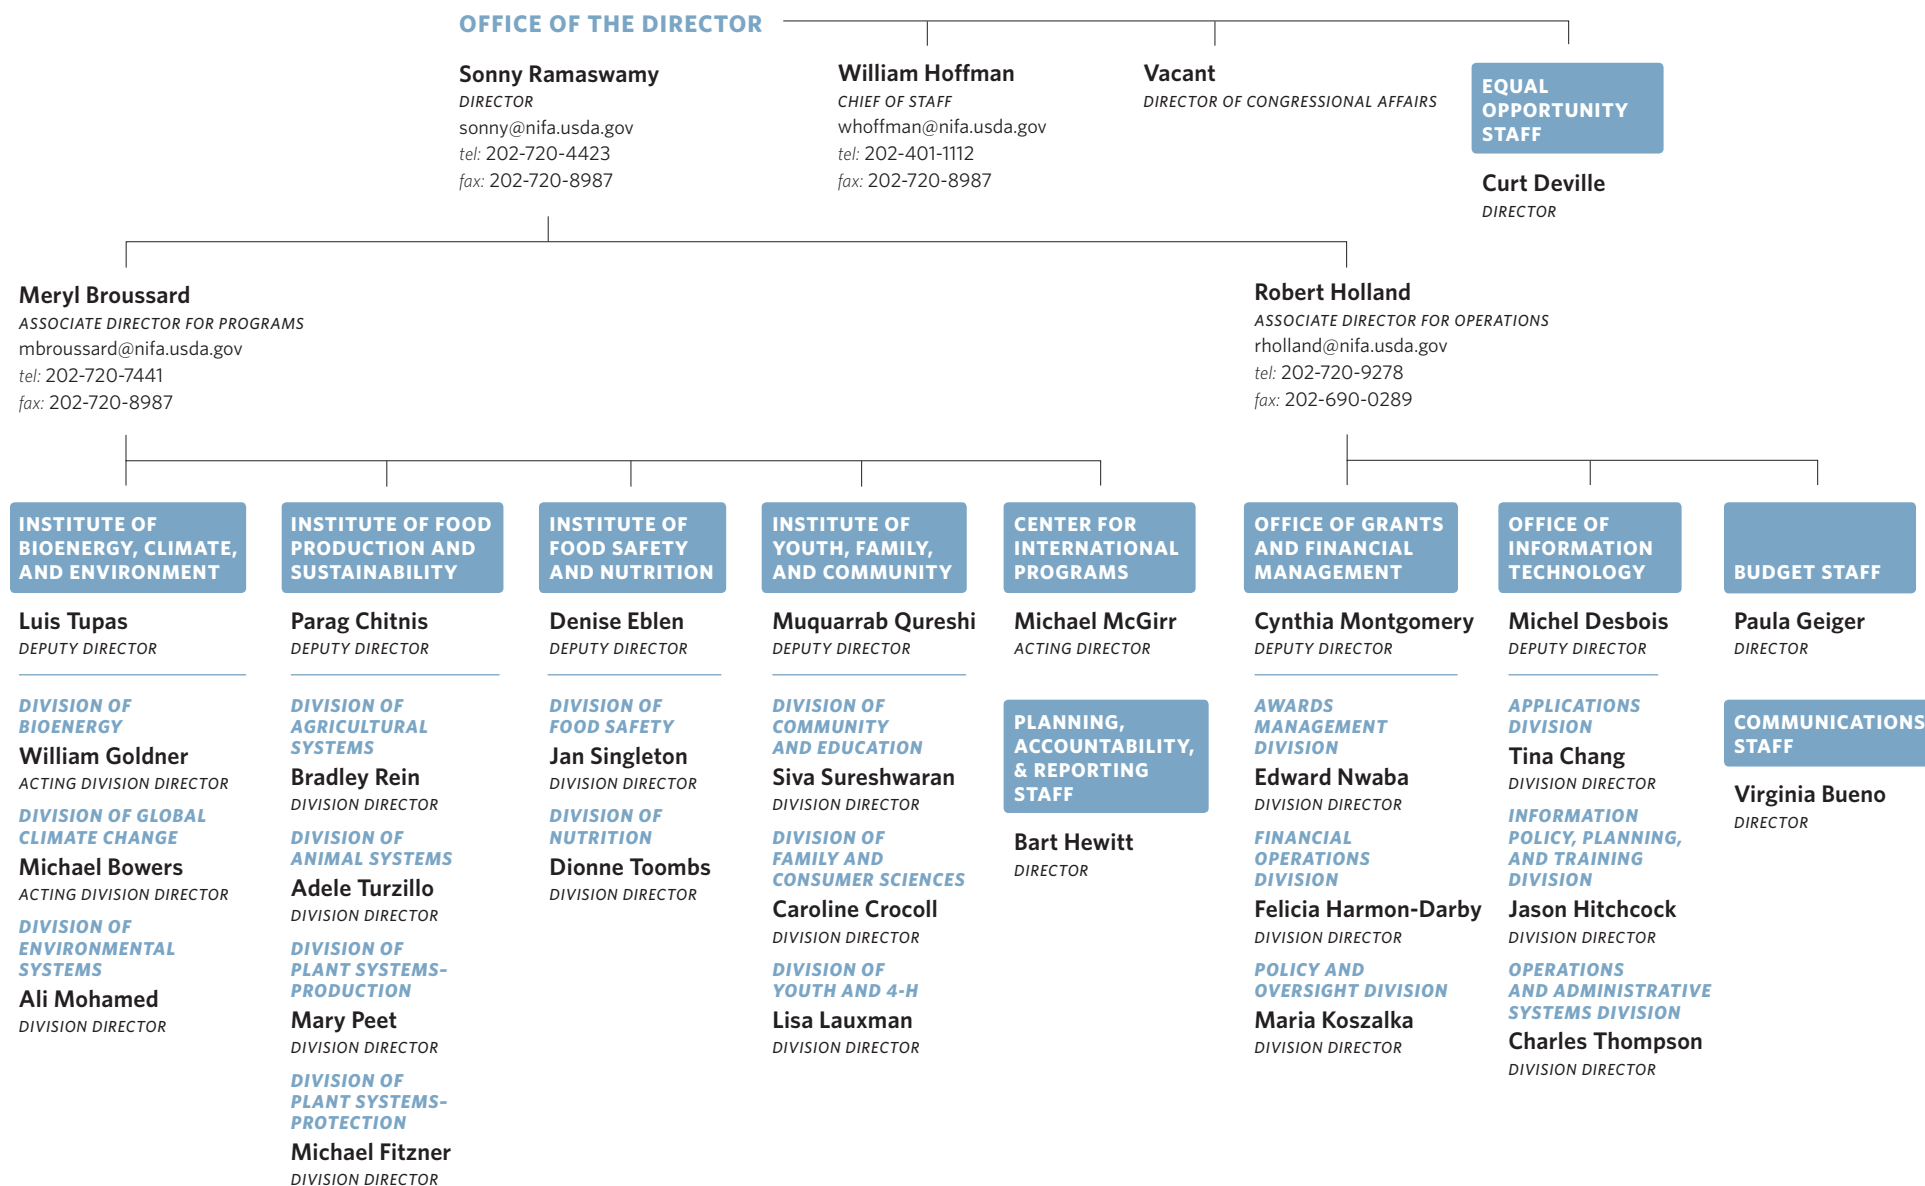 OFFICE OF THE DIRECTOR
Sonny Ramaswamy
DIRECTOR
sonny@nifa.usda.gov
tel: 202-720-4423
fax: 202-720-8987
William Hoffman
CHIEF OF STAFF
whoffman@nifa.usda.gov
tel: 202-401-1112
fax: 202-720-8987
Vacant
DIRECTOR OF CONGRESSIONAL AFFAIRS
EQUAL
OPPORTUNITY
STAFF
Curt Deville
DIRECTOR
Meryl Broussard
ASSOCIATE DIRECTOR FOR PROGRAMS
mbroussard@nifa.usda.gov
tel: 202-720-7441
fax: 202-720-8987
Robert Holland
ASSOCIATE DIRECTOR FOR OPERATIONS
rholland@nifa.usda.gov
tel: 202-720-9278
fax: 202-690-0289
INSTITUTE OF
BIOENERGY, CLIMATE,
AND ENVIRONMENT
Luis Tupas
DEPUTY DIRECTOR
DIVISION OF
BIOENERGY
William Goldner
ACTING DIVISION DIRECTOR
DIVISION OF GLOBAL
CLIMATE CHANGE
Michael Bowers
ACTING DIVISION DIRECTOR
DIVISION OF
ENVIRONMENTAL
SYSTEMS
Ali Mohamed
DIVISION DIRECTOR
INSTITUTE OF FOOD
PRODUCTION AND
SUSTAINABILITY
Parag Chitnis
DEPUTY DIRECTOR
DIVISION OF
AGRICULTURAL
SYSTEMS
Bradley Rein
DIVISION DIRECTOR
DIVISION OF
ANIMAL SYSTEMS
Adele Turzillo
DIVISION DIRECTOR
DIVISION OF
PLANT SYSTEMS–
PRODUCTION
Mary Peet
DIVISION DIRECTOR
DIVISION OF
PLANT SYSTEMS–
PROTECTION
Michael Fitzner
DIVISION DIRECTOR
INSTITUTE OF
FOOD SAFETY
AND NUTRITION
Denise Eblen
DEPUTY DIRECTOR
DIVISION OF
FOOD SAFETY
Jan Singleton
DIVISION DIRECTOR
DIVISION OF
NUTRITION
Dionne Toombs
DIVISION DIRECTOR
INSTITUTE OF
YOUTH, FAMILY,
AND COMMUNITY
Muquarrab Qureshi
DEPUTY DIRECTOR
DIVISION OF
COMMUNITY
AND EDUCATION
Siva Sureshwaran
DIVISION DIRECTOR
DIVISION OF
FAMILY AND
CONSUMER SCIENCES
Caroline Crocoll
DIVISION DIRECTOR
DIVISION OF
YOUTH AND 4-H
Lisa Lauxman
DIVISION DIRECTOR
CENTER FOR
INTERNATIONAL
PROGRAMS
Michael McGirr
ACTING DIRECTOR
PLANNING,
ACCOUNTABILITY,
& REPORTING
STAFF
Bart Hewitt
DIRECTOR
OFFICE OF GRANTS
AND FINANCIAL
MANAGEMENT
Cynthia Montgomery
DEPUTY DIRECTOR
AWARDS
MANAGEMENT
DIVISION
Edward Nwaba
DIVISION DIRECTOR
FINANCIAL
OPERATIONS
DIVISION
Felicia Harmon-Darby
DIVISION DIRECTOR
POLICY AND
OVERSIGHT DIVISION
Maria Koszalka
DIVISION DIRECTOR
OFFICE OF
INFORMATION
TECHNOLOGY
Michel Desbois
DEPUTY DIRECTOR
APPLICATIONS
DIVISION
Tina Chang
DIVISION DIRECTOR
INFORMATION
POLICY, PLANNING,
AND TRAINING
DIVISION
Jason Hitchcock
DIVISION DIRECTOR
OPERATIONS
AND ADMINISTRATIVE
SYSTEMS DIVISION
Charles Thompson
DIVISION DIRECTOR
BUDGET STAFF
Paula Geiger
DIRECTOR
COMMUNICATIONS
STAFF
Virginia Bueno
DIRECTOR